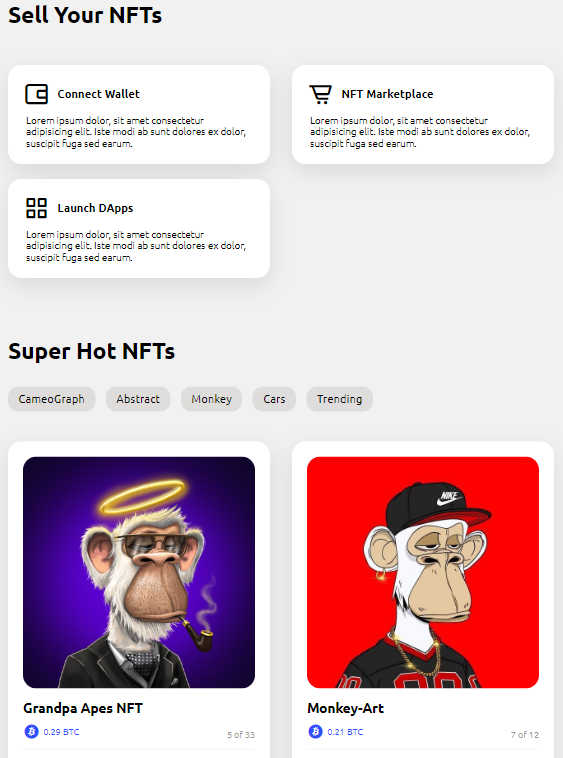 Sell Your NFTs
Connect Wallet
Lorem ipsum dolor, sit amet consectetur
adipisicing elit. Iste modi ab sunt dolores ex dolor,
suscipit fuga sed earum.
NFT Marketplace
Lorem ipsum dolor, sit amet consectetur
adipisicing elit. Iste modi ab sunt dolores ex dolor,
suscipit fuga sed earum.
Launch DApps
Lorem ipsum dolor, sit amet consectetur
adipisicing elit. Iste modi ab sunt dolores ex dolor,
suscipit fuga sed earum.
Super Hot NFTs
CameoGraph Abstract Monkey Cars Trending
Grandpa Apes NFT
0.29 BTC 5 of 33
NIKE
Monkey-Art
0.21 BTC 7 of 12